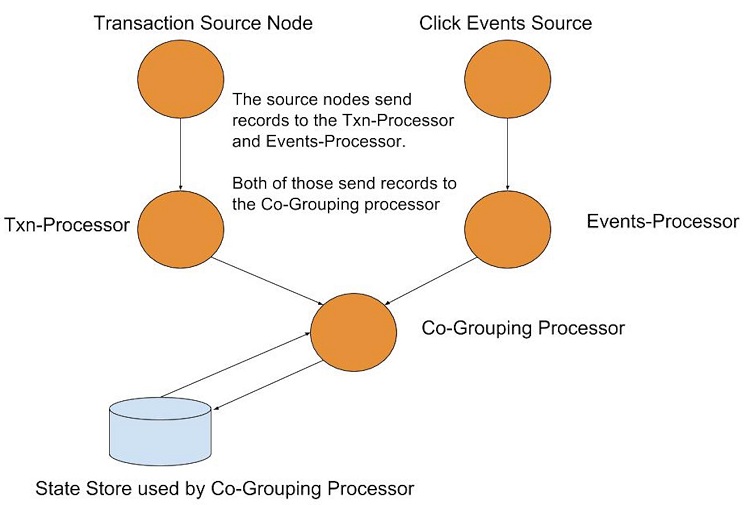 Transaction Source Node
Click Events Source
The source nodes send
records to the Txn-Processor
and Events-Processor.
Both of those send records to
the Co-Grouping processor
Txn-Processor
Events-Processor
Co-Grouping Processor
State Store used by Co-Grouping Processor